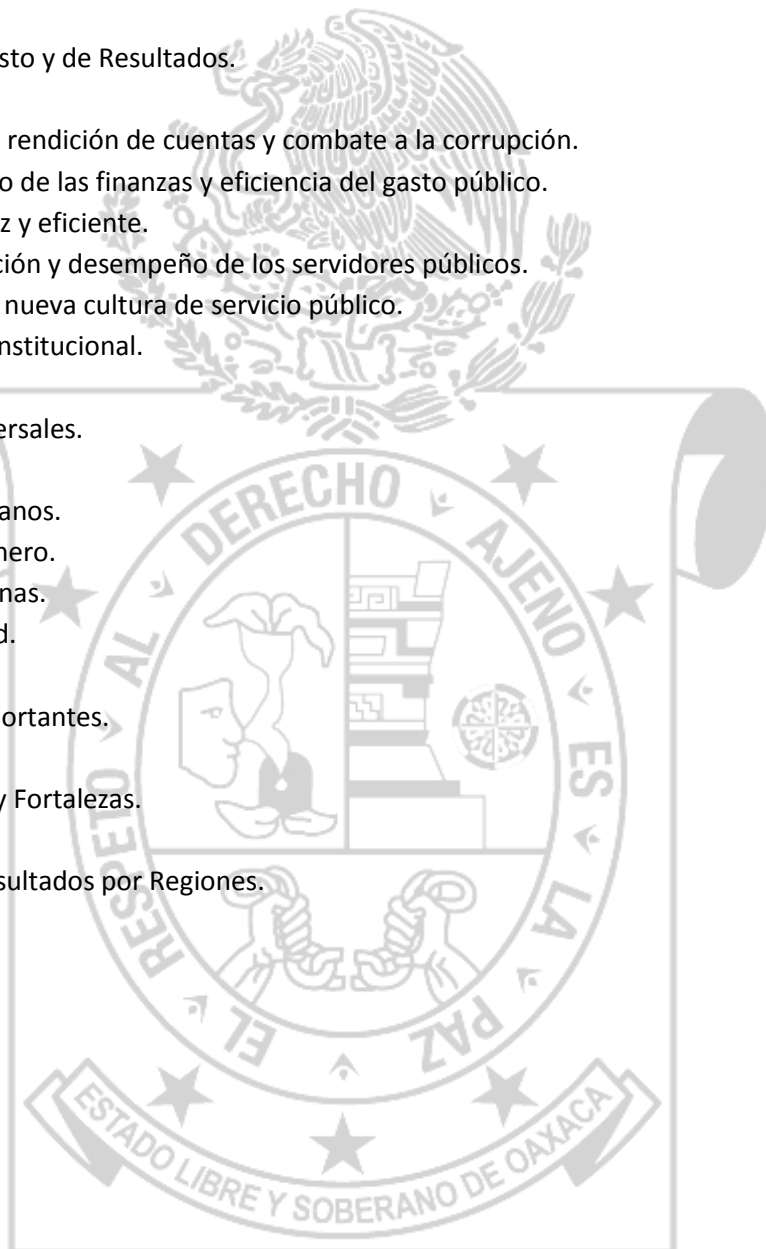 sto y de Resultados.
rendición de cuentas y combate a la corrupción.
o de las finanzas y eficiencia del gasto público.
z y eficiente.
ción y desempeño de los servidores públicos.
nueva cultura de servicio público.
nstitucional.
ersales.
anos.
nero.
nas.
d.
portantes.
y Fortalezas.
sultados por Regiones.
EL RESPETO AL DERECHO AJENO ES LA PAZ
ESTADO LIBRE Y SOBERANO DE OAXACA